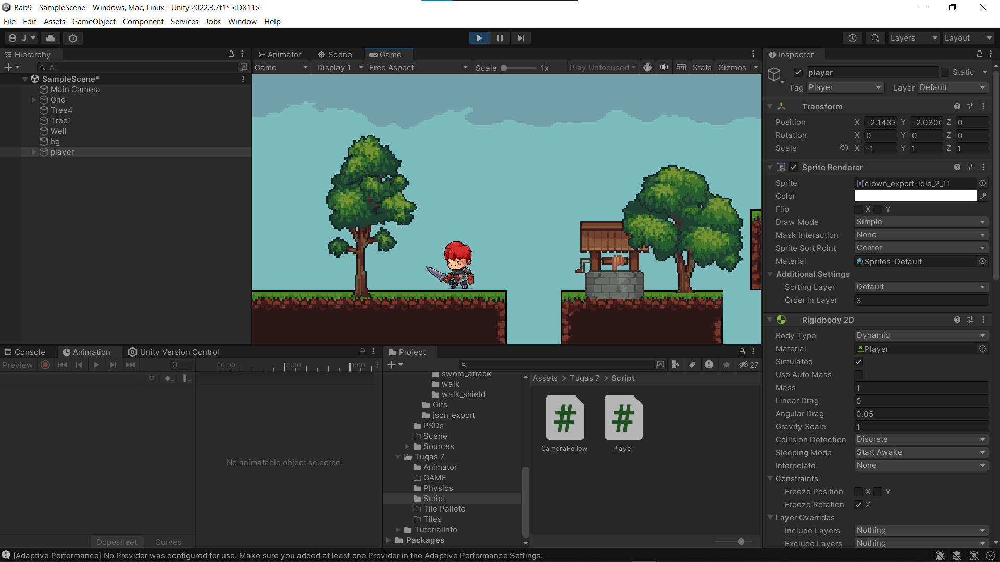 Bab9 - SampleScene - Windows, Mac, Linux - Unity 2022.3.7f1* <DX11>
File Edit Assets GameObject Component Services Jobs Window Help
J Layers Layout
Hierarchy
All
SampleScene*
Main Camera
Grid
Tree4
Tree1
Well
bg
player
Animator Scene Game
Game Display 1 Free Aspect Scale 1x Play Unfocused Stats Gizmos
Inspector
player Static
Tag Player Layer Default
Transform
Position X -2.1433 Y -2.0300 Z 0
Rotation X 0 Y 0 Z 0
Scale X -1 Y 1 Z 1
Sprite Renderer
Sprite clown_export-idle_2_11
Color
Flip X Y
Draw Mode Simple
Mask Interaction None
Sprite Sort Point Center
Material Sprites-Default
Additional Settings
Sorting Layer Default
Order in Layer 3
Rigidbody 2D
Body Type Dynamic
Material Player
Simulated
Use Auto Mass
Mass 1
Linear Drag 0
Angular Drag 0.05
Gravity Scale 1
Collision Detection Discrete
Sleeping Mode Start Awake
Interpolate None
Constraints
Freeze Position X Y
Freeze Rotation Z
Layer Overrides
Include Layers Nothing
Exclude Layers Nothing
Console Animation Unity Version Control
Preview 0 0:00 0:30 1:00
No animatable object selected.
Dopesheet Curves
Project
27
sword_attack
walk
walk_shield
Gifs
json_export
PSDs
Scene
Sources
Tugas 7
Animator
GAME
Physics
Script
Tile Pallete
Tiles
TutorialInfo
Packages
Assets > Tugas 7 > Script
# #
CameraFollow Player
[Adaptive Performance] No Provider was configured for use. Make sure you added at least one Provider in the Adaptive Performance Settings.